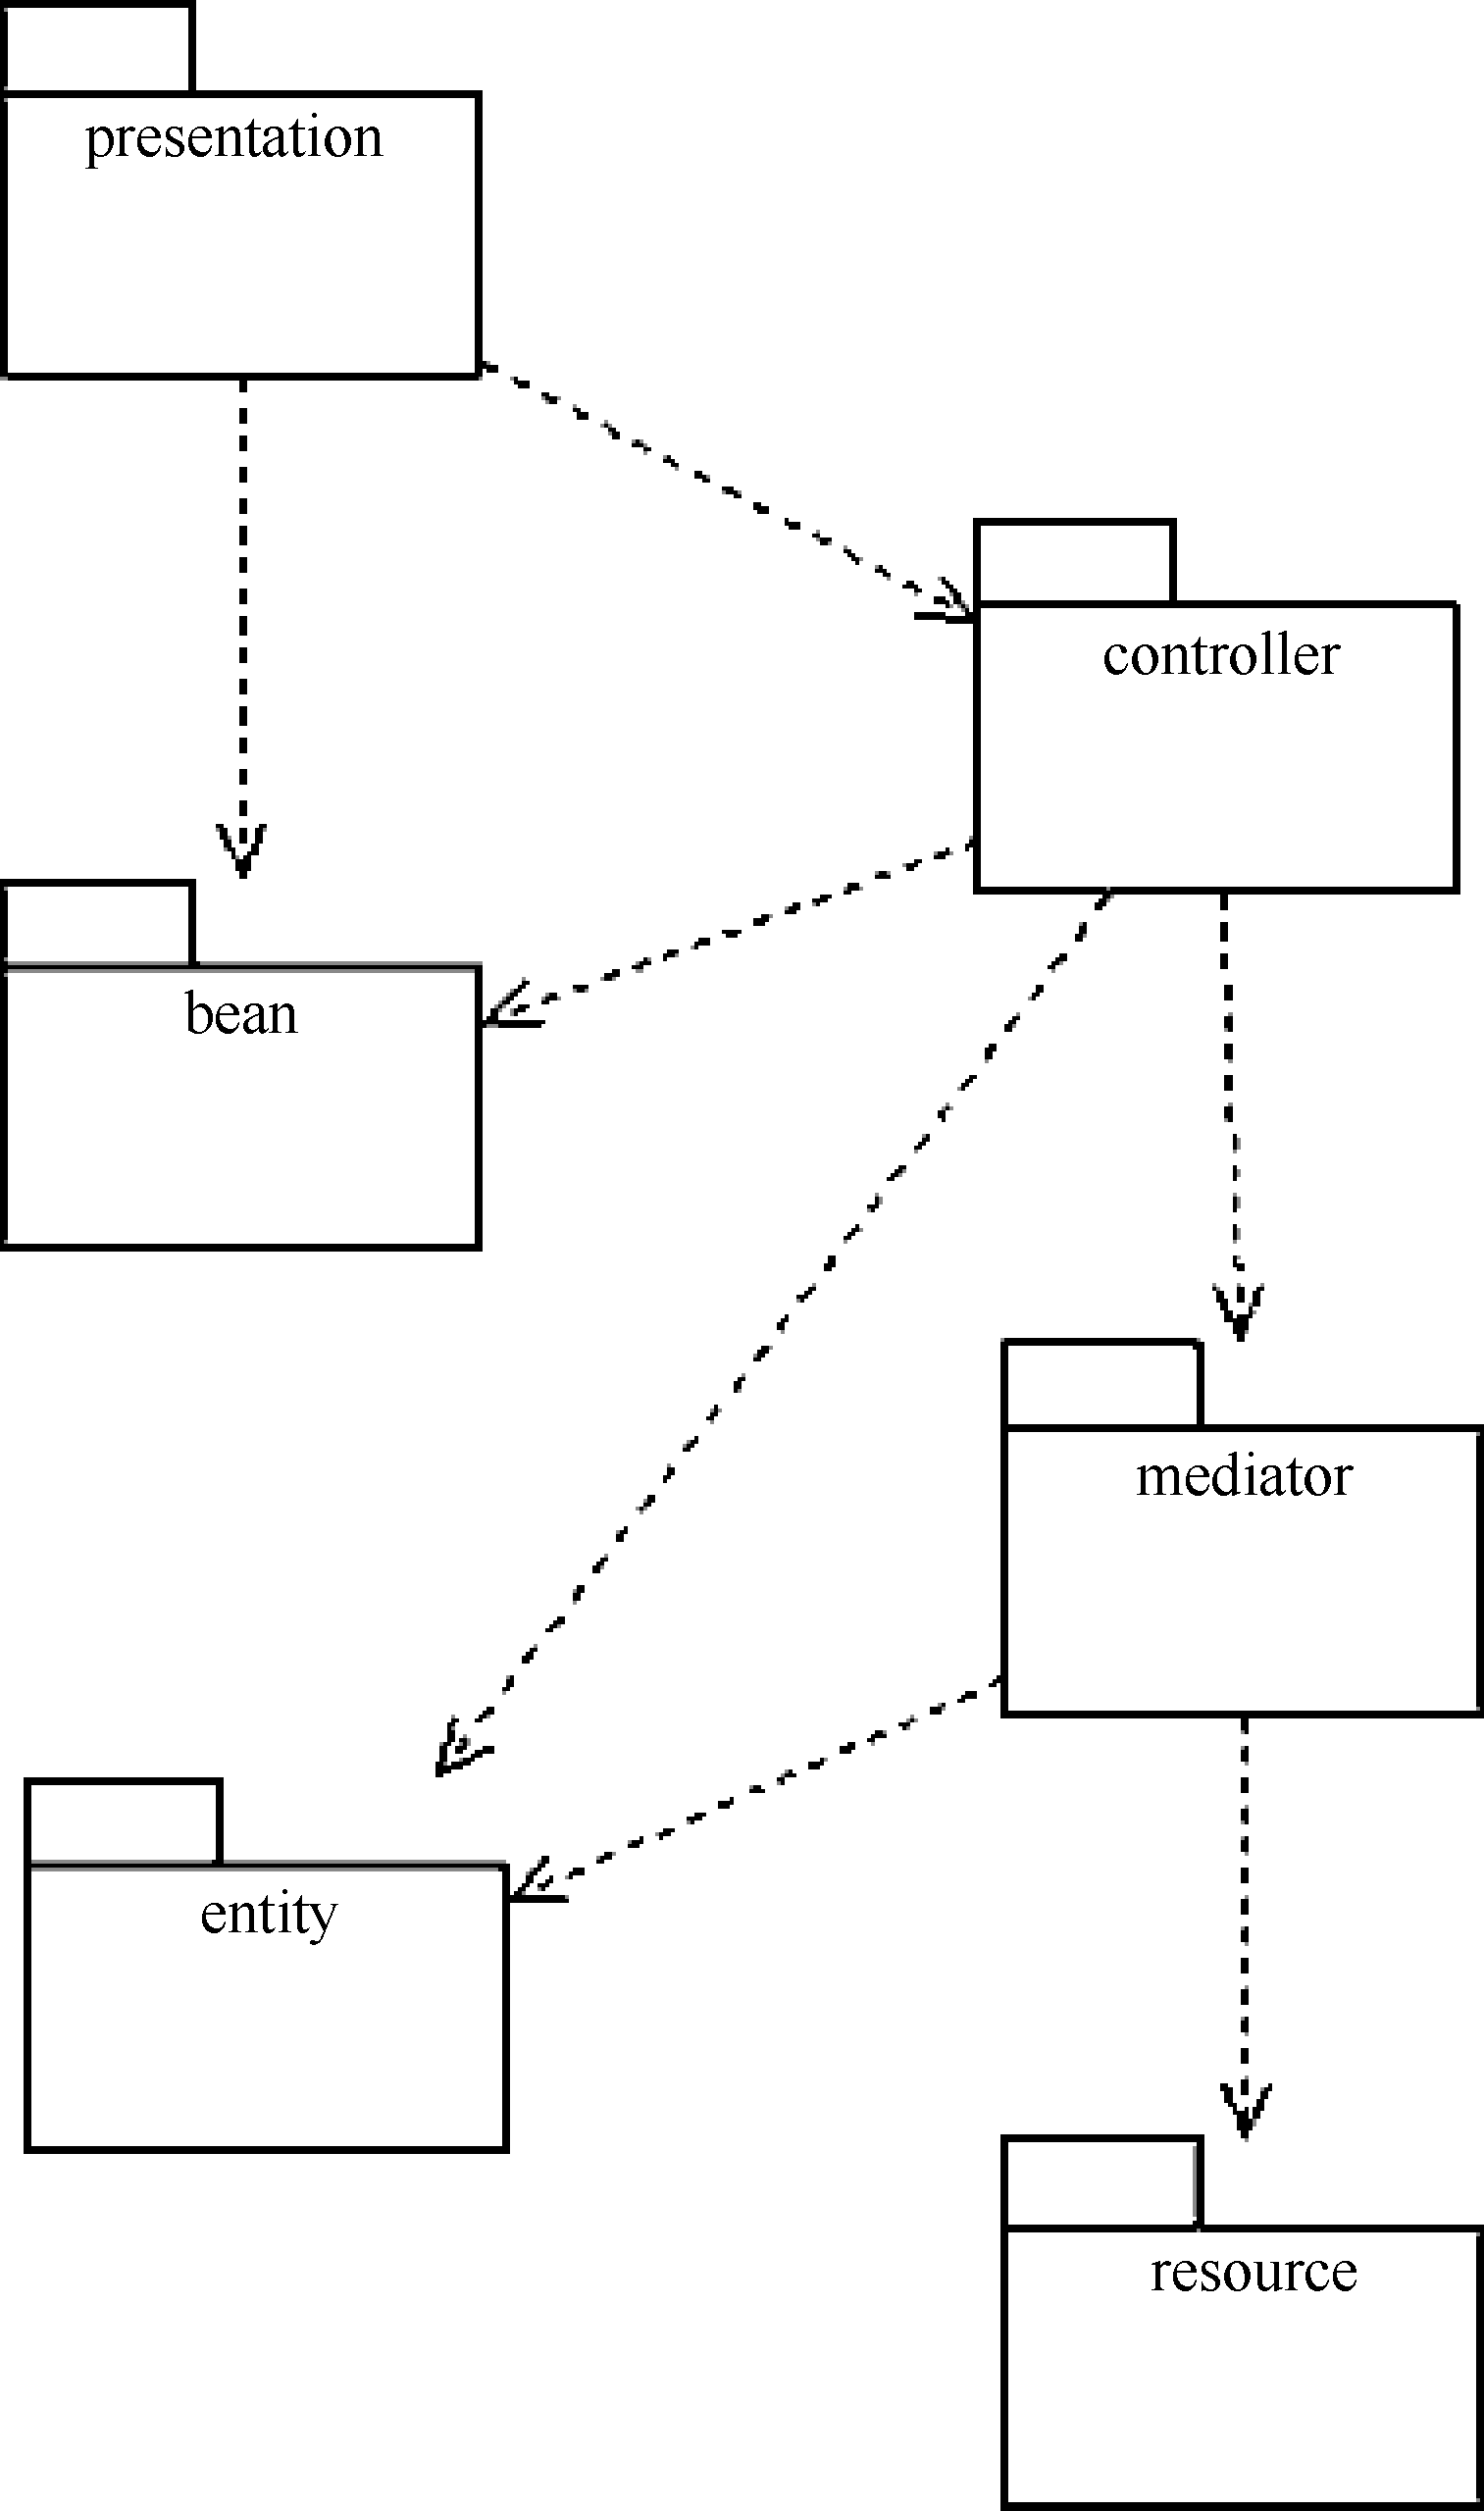 presentation
controller
bean
mediator
entity
resource